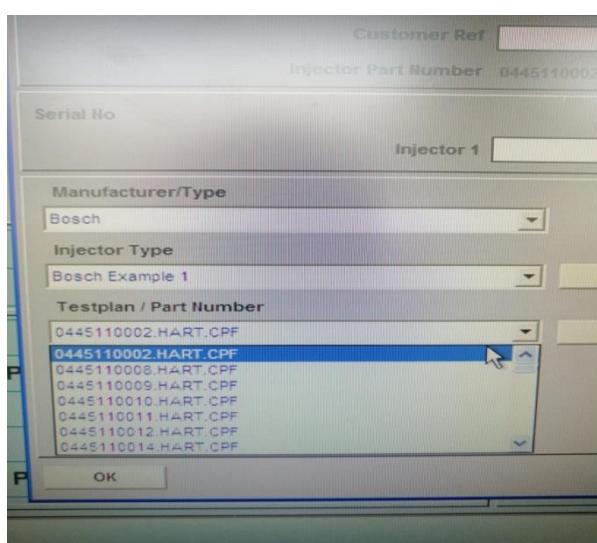 Customer Ref
Injector Part Number 0445110002
Serial No
Injector 1
Manufacturer/Type
Bosch
Injector Type
Bosch Example 1
Testplan / Part Number
0445110002.HART.CPF
0445110002.HART.CPF
0445110008.HART.CPF
0445110009.HART.CPF
0445110010.HART.CPF
0445110011.HART.CPF
0445110012.HART.CPF
0445110014.HART.CPF
P
P
OK